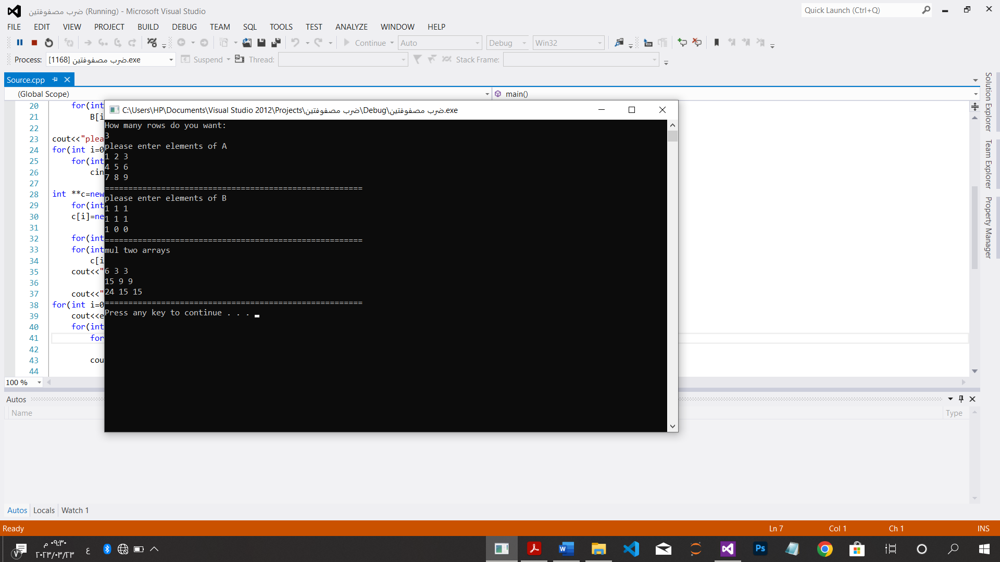 ضرب مصفوفتين (Running) - Microsoft Visual Studio
Quick Launch (Ctrl+Q)
FILE EDIT VIEW PROJECT BUILD DEBUG TEAM SQL TOOLS TEST ANALYZE WINDOW HELP
Continue Auto Debug Win32
Process: [1168] ضرب مصفوفتين.exe Suspend Thread: Stack Frame:
Source.cpp
(Global Scope) main()
20 for(int
21 B[i
22
23 cout<<"plea
24 for(int i=0
25 for(int
26 cin
27
28 int **c=new
29 for(int
30 c[i]=ne
31
32 for(int
33 for(int
34 c[i
35 cout<<"
36
37 cout<<"
38 for(int i=0
39 cout<<e
40 for(int
41 for
42
43 cou
44
100 %
C:\Users\HP\Documents\Visual Studio 2012\Projects\ضرب مصفوفتين\Debug\ضرب مصفوفتين.exe
How many rows do you want:
3
please enter elements of A
1 2 3
4 5 6
7 8 9
=======================================================
please enter elements of B
1 1 1
1 1 1
1 0 0
=======================================================
mul two arrays
6 3 3
15 9 9
24 15 15
=======================================================
Press any key to continue . . .
Solution Explorer
Team Explorer
Property Manager
Autos
Name Type
Autos Locals Watch 1
Ready Ln 7 Col 1 Ch 1 INS
٠٩:٣٠ م
٢٠٢٣/٠٣/٢٣
ع
٧
Ps